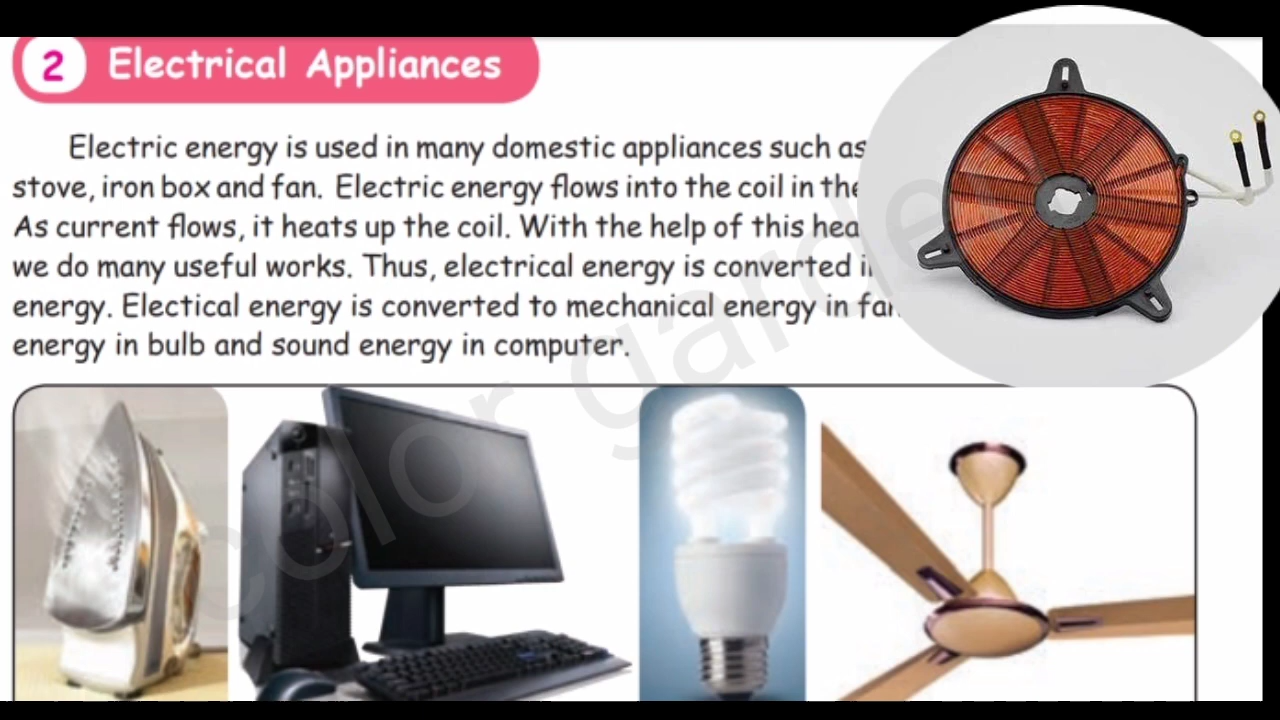 2 Electrical Appliances
Electric energy is used in many domestic appliances such as
stove, iron box and fan. Electric energy flows into the coil in the
As current flows, it heats up the coil. With the help of this
we do many useful works. Thus, electrical energy is converted
energy. Electical energy is converted to mechanical energy in
energy in bulb and sound energy in computer.
color garden